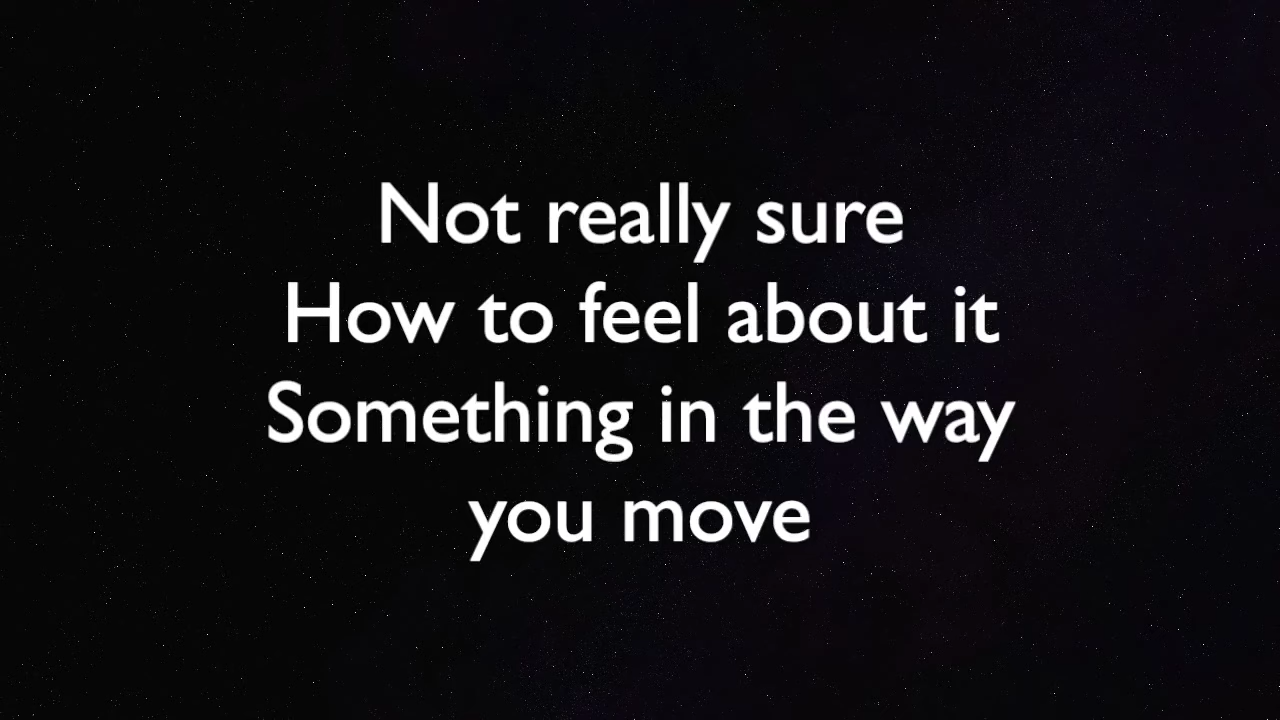 Not really sure
How to feel about it
Something in the way
you move